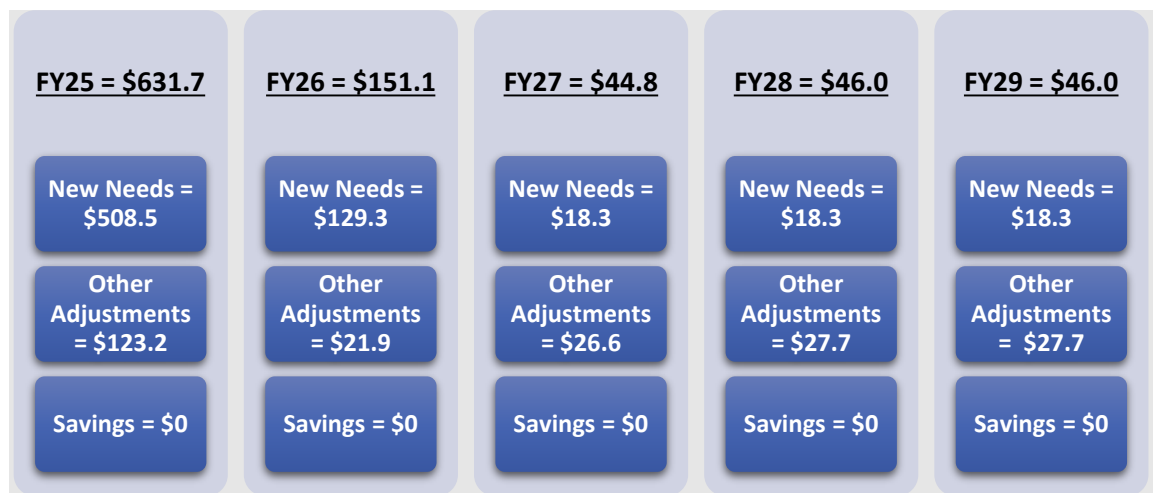 FY25 = $631.7
New Needs =
$508.5
Other
Adjustments
= $123.2
Savings = $0
FY26 = $151.1
New Needs =
$129.3
Other
Adjustments
= $21.9
Savings = $0
FY27 = $44.8
New Needs =
$18.3
Other
Adjustments
= $26.6
Savings = $0
FY28 = $46.0
New Needs =
$18.3
Other
Adjustments
= $27.7
Savings = $0
FY29 = $46.0
New Needs =
$18.3
Other
Adjustments
= $27.7
Savings = $0